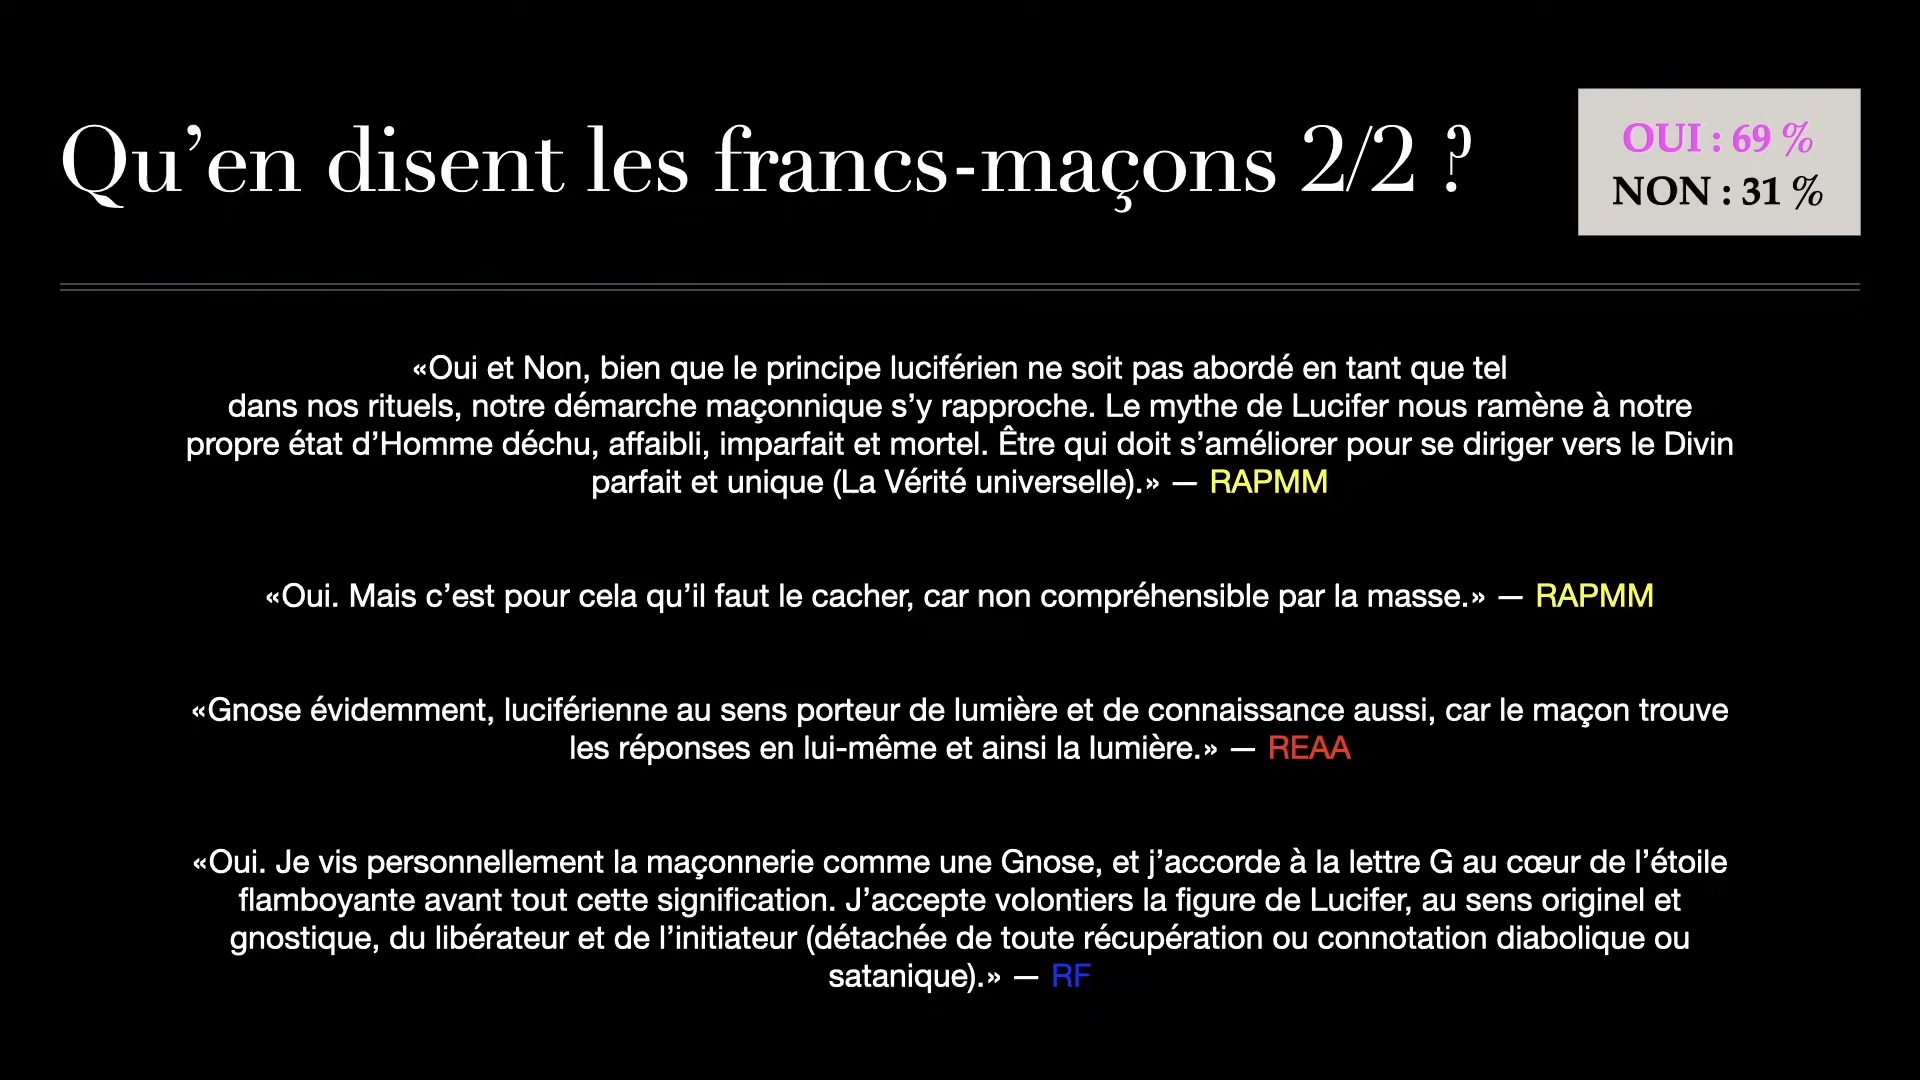 Qu’en disent les francs-maçons 2/2 ?
OUI : 69 %
NON : 31 %
«Oui et Non, bien que le principe luciférien ne soit pas abordé en tant que tel
dans nos rituels, notre démarche maçonnique s’y rapproche. Le mythe de Lucifer nous ramène à notre
propre état d’Homme déchu, affaibli, imparfait et mortel. Être qui doit s’améliorer pour se diriger vers le Divin
parfait et unique (La Vérité universelle).» — RAPMM
«Oui. Mais c’est pour cela qu’il faut le cacher, car non compréhensible par la masse.» — RAPMM
«Gnose évidemment, luciférienne au sens porteur de lumière et de connaissance aussi, car le maçon trouve
les réponses en lui-même et ainsi la lumière.» — REAA
«Oui. Je vis personnellement la maçonnerie comme une Gnose, et j’accorde à la lettre G au cœur de l’étoile
flamboyante avant tout cette signification. J’accepte volontiers la figure de Lucifer, au sens originel et
gnostique, du libérateur et de l’initiateur (détachée de toute récupération ou connotation diabolique ou
satanique).» — RF